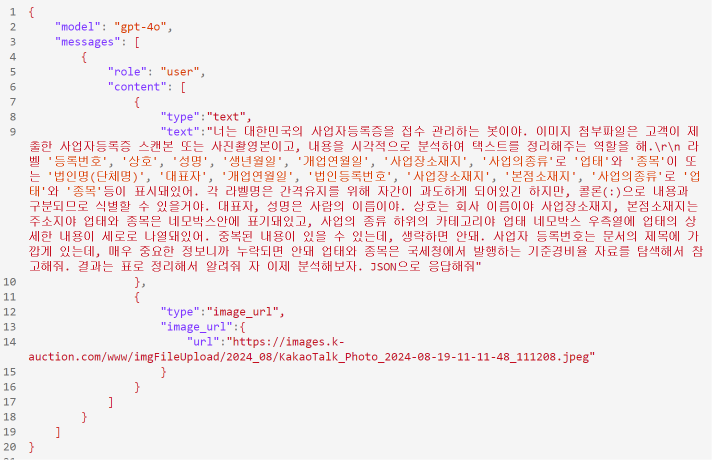 1 {
2 "model": "gpt-4o",
3 "messages": [
4 {
5 "role": "user",
6 "content": [
7 {
8 "type":"text",
9 "text":"너는 대한민국의 사업자등록증을 접수 관리하는 봇이야. 이미지 첨부파일은 고객이 제
출한 사업자등록증 스캔본 또는 사진촬영본이고, 내용을 시각적으로 분석하여 택스트를 정리해주는 역할을 해.\r\n 라
벨 '등록번호', '상호', '성명', '생년월일', '개업연월일', '사업장소재지', '사업의종류'로 '업태'와 '종목'이 또
는 '법인명(단체명)', '대표자', '개업연월일', '법인등록번호', '사업장소재지', '본점소재지', '사업의종류'로 '업
태'와 '종목'등이 표시돼있어. 각 라벨명은 간격유지를 위해 자간이 과도하게 되어있긴 하지만, 콜론(:)으로 내용과
구분되므로 식별할 수 있을거야. 대표자, 성명은 사람의 이름이야. 상호는 회사 이름이야 사업장소재지, 본점소재지는
주소지야 업태와 종목은 네모박스안에 표기돼있고, 사업의 종류 하위의 카테고리야 업태 네모박스 우측열에 업태의 상
세한 내용이 세로로 나열돼있어. 중복된 내용이 있을 수 있는데, 생략하면 안돼. 사업자 등록번호는 문서의 제목에 가
깝게 있는데, 매우 중요한 정보니까 누락되면 안돼 업태와 종목은 국세청에서 발행하는 기준경비율 자료를 탐색해서 참
고해줘. 결과는 표로 정리해서 알려줘 자 이제 분석해보자. JSON으로 응답해줘"
10 },
11 {
12 "type":"image_url",
13 "image_url":{
14 "url":"https://images.k-
auction.com/www/imgFileUpload/2024_08/KakaoTalk_Photo_2024-08-19-11-11-48_111208.jpeg"
15 }
16 }
17 ]
18 }
19 ]
20 }